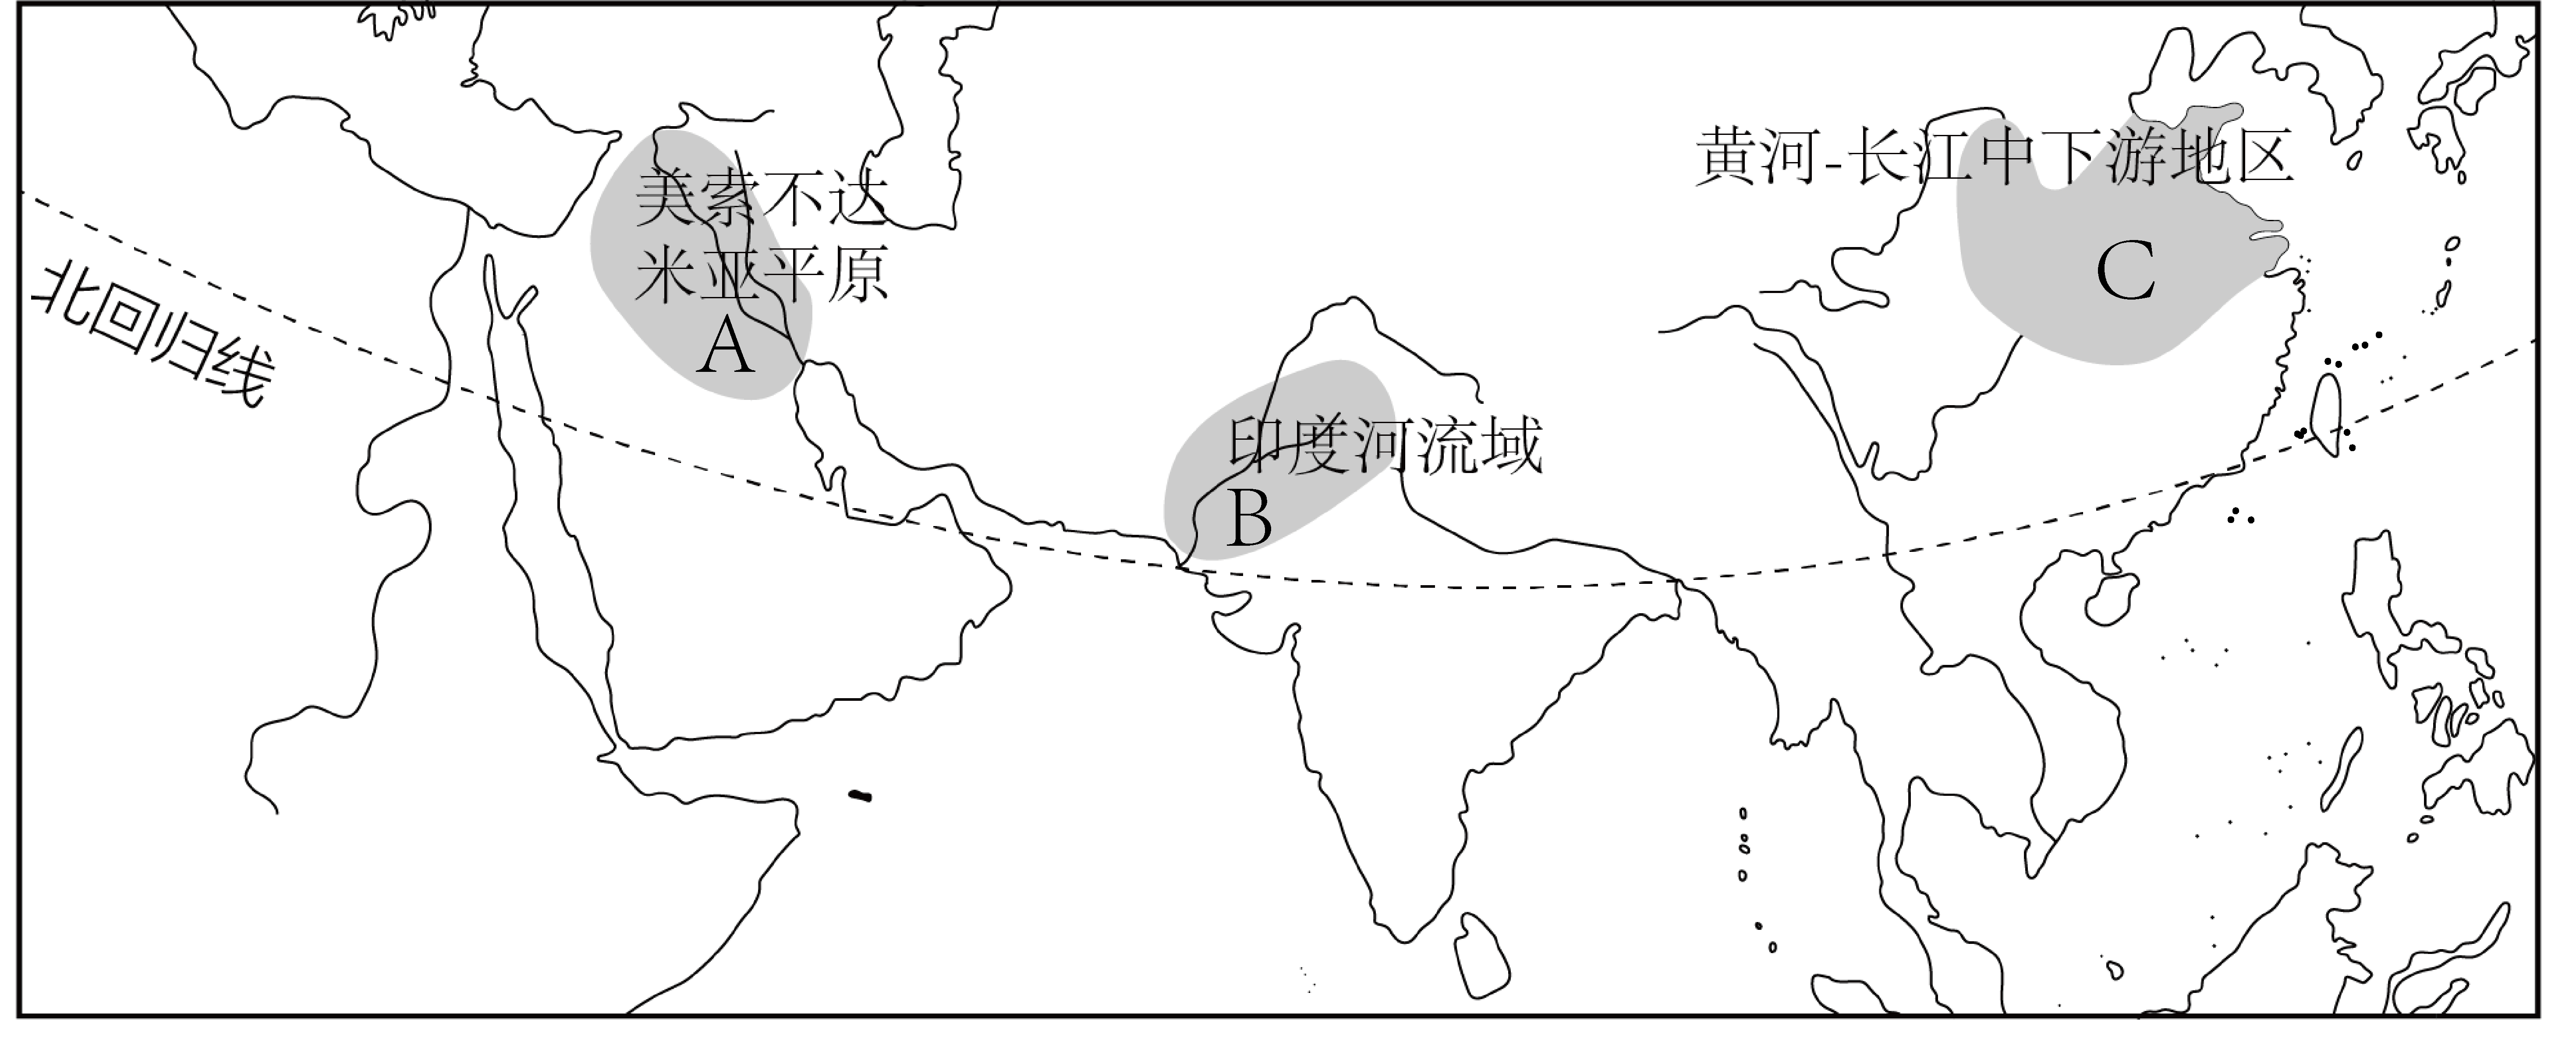 黄河-长江中下游地区
美索不达
米亚平原
A
C
北回归线
印度河流域
B